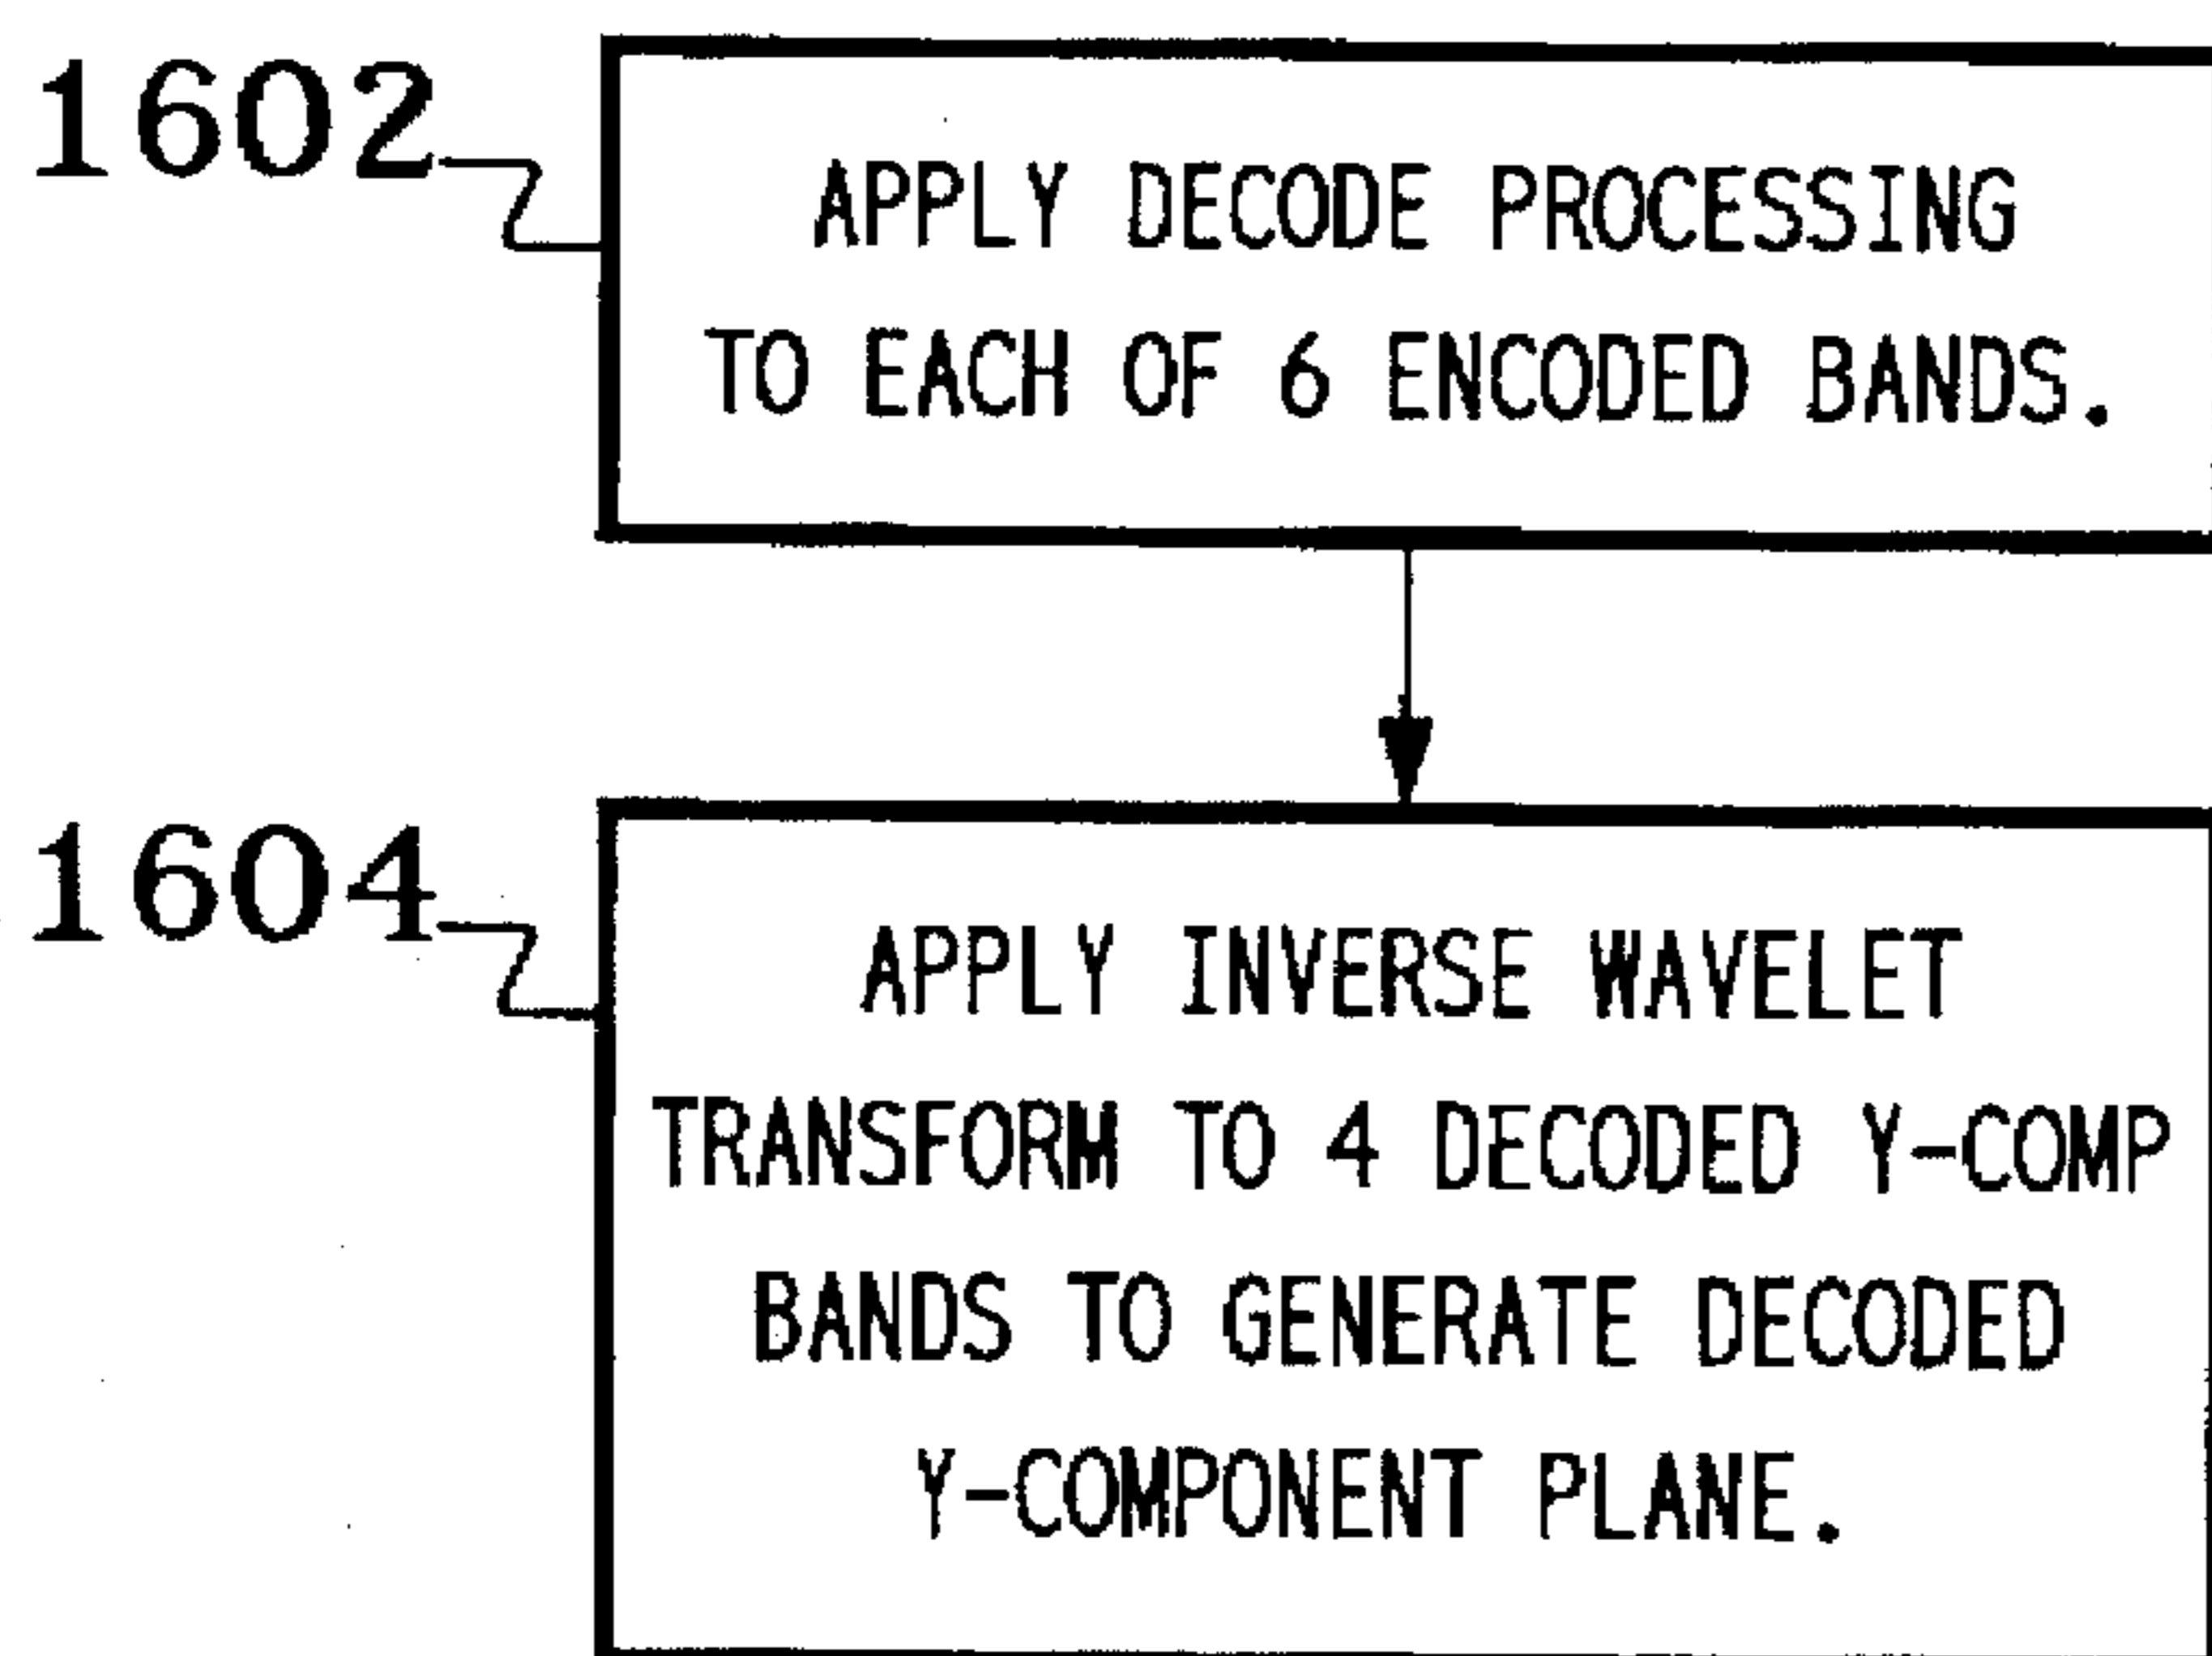 1602
APPLY DECODE PROCESSING
TO EACH OF 6 ENCODED BANDS.
1604
APPLY INVERSE WAVELET
TRANSFORM TO 4 DECODED Y-COMP
BANDS TO GENERATE DECODED
Y-COMPONENT PLANE.